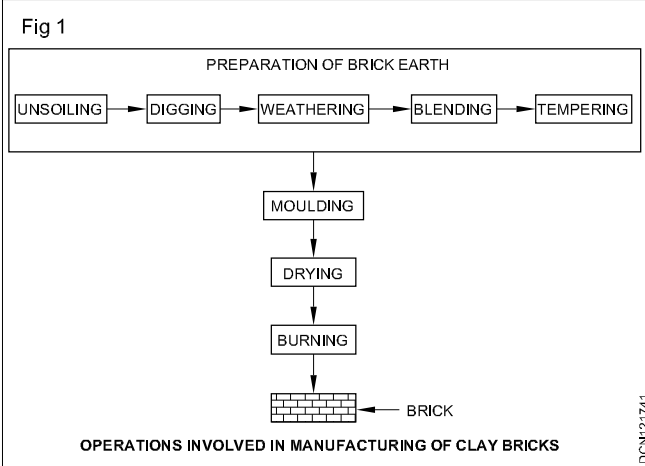 Fig 1
PREPARATION OF BRICK EARTH
UNSOILING
DIGGING
WEATHERING
BLENDING
TEMPERING
MOULDING
DRYING
BURNING
BRICK
OPERATIONS INVOLVED IN MANUFACTURING OF CLAY BRICKS
DCN121741